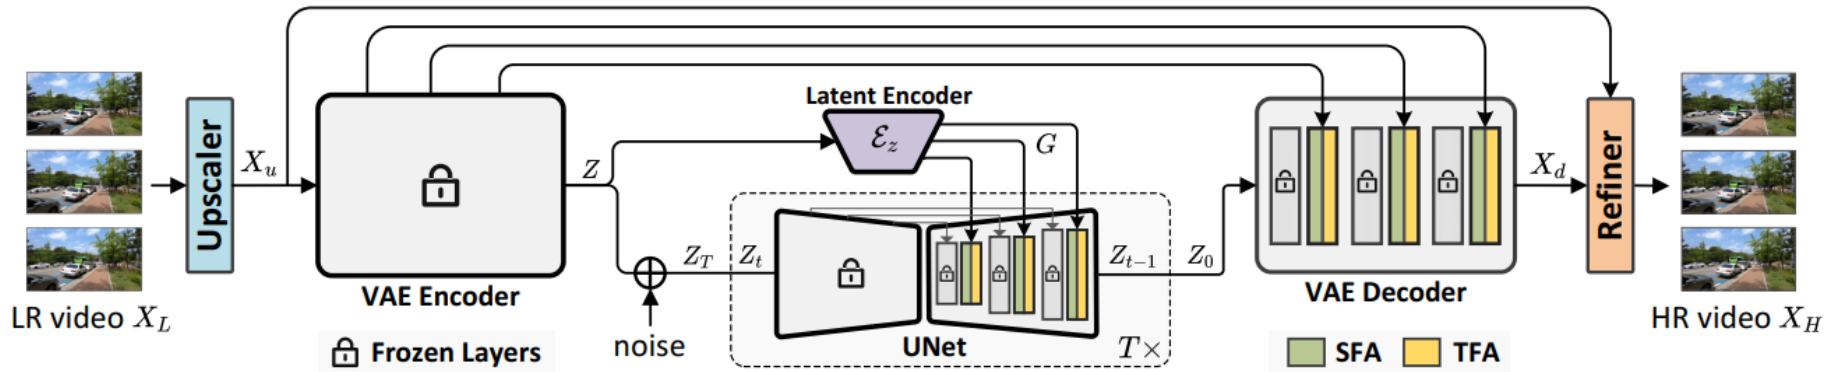 LR video X_L
Upscaler
X_u
VAE Encoder
Frozen Layers
Z
noise
Latent Encoder
ℰ_z
G
Z_T
Z_t
UNet
Z_{t-1}
T×
Z_0
VAE Decoder
SFA
TFA
X_d
Refiner
HR video X_H